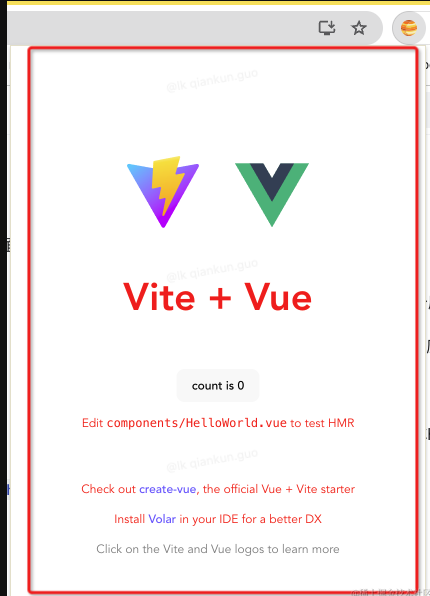 @lk qiankun.guo
@lk qiankun.guo
Vite + Vue
count is 0
Edit components/HelloWorld.vue to test HMR
@lk qiankun.guo
Check out create-vue, the official Vue + Vite starter
Install Volar in your IDE for a better DX
Click on the Vite and Vue logos to learn more